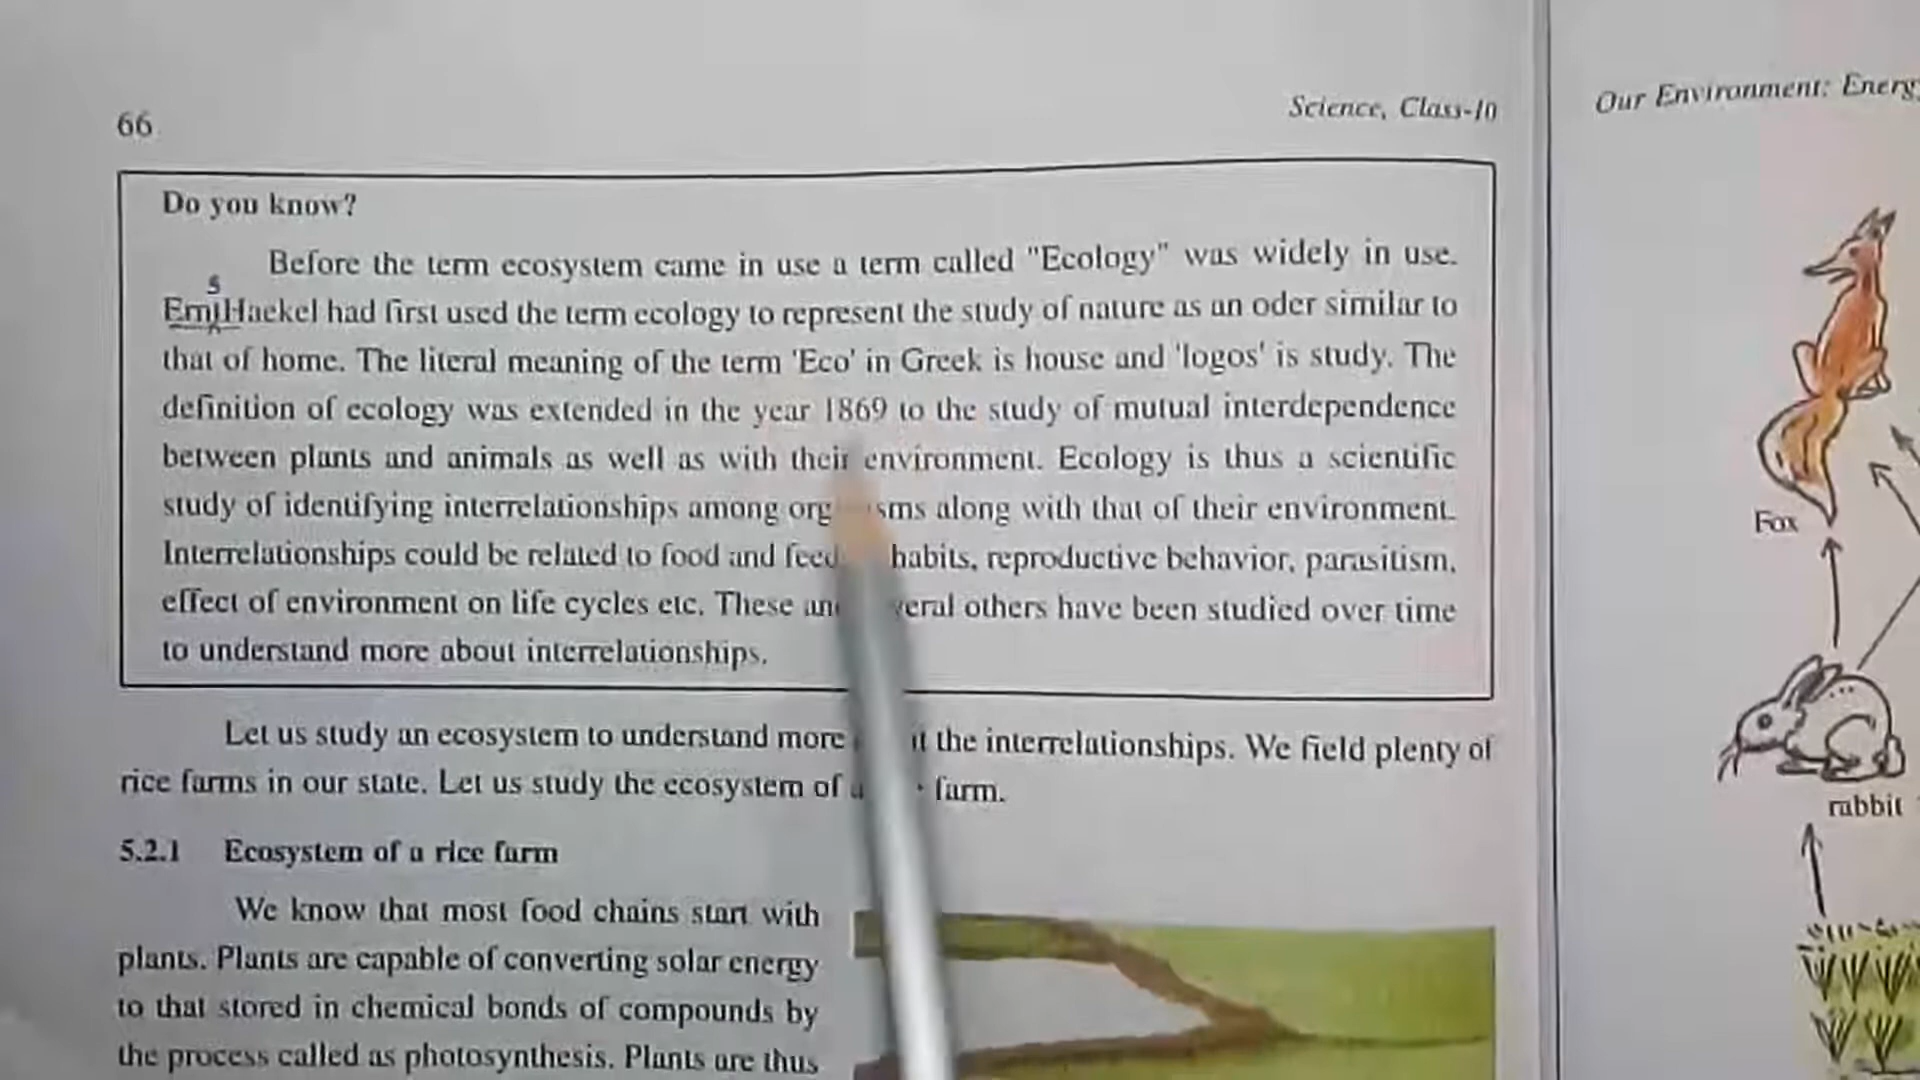 66
Science, Class-10
Do you know?
Before the term ecosystem came in use a term called "Ecology" was widely in use.
s
Emil Haekel had first used the term ecology to represent the study of nature as an oder similar to
that of home. The literal meaning of the term 'Eco' in Greek is house and 'logos' is study. The
definition of ecology was extended in the year 1869 to the study of mutual interdependence
between plants and animals as well as with their environment. Ecology is thus a scientific
study of identifying interrelationships among along with that of their environment.
Interrelationships could be related to food and habits, reproductive behavior, parasitism,
effect of environment on life cycles etc. These others have been studied over time
to understand more about interrelationships.
Let us study an ecosystem to understand more the interrelationships. We field plenty of
rice farms in our state. Let us study the ecosystem of farm.
5.2.1 Ecosystem of a rice farm
We know that most food chains start with
plants. Plants are capable of converting solar energy
to that stored in chemical bonds of compounds by
the process called as photosynthesis. Plants are thus
Our Environment:
Fox
rabbit